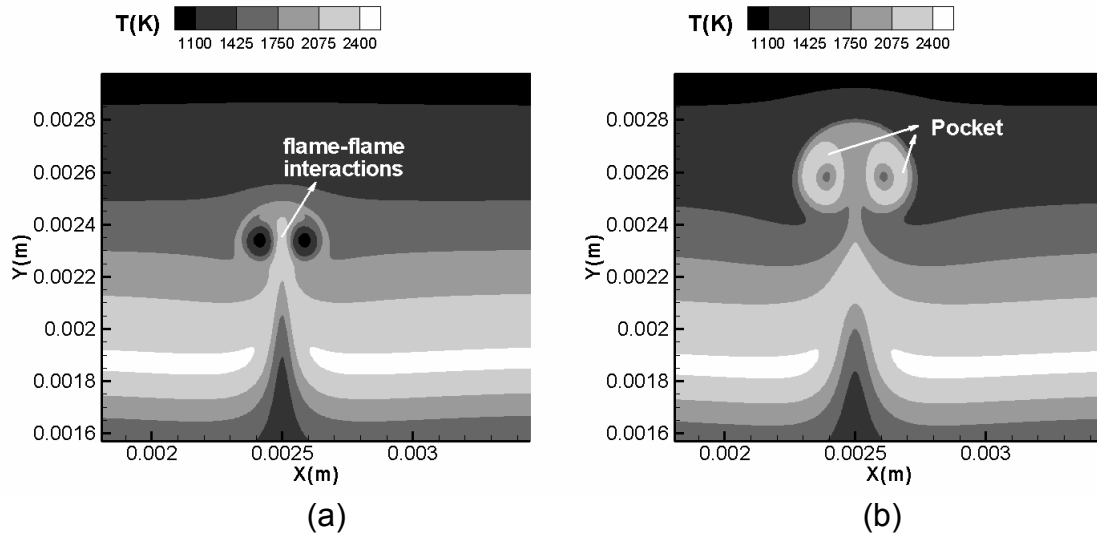 T(K)
1100 1425 1750 2075 2400
flame-flame
interactions
Y(m)
0.0028
0.0026
0.0024
0.0022
0.002
0.0018
0.0016
0.002 0.0025 0.003
X(m)
(a)
T(K)
1100 1425 1750 2075 2400
Pocket
Y(m)
0.0028
0.0026
0.0024
0.0022
0.002
0.0018
0.0016
0.002 0.0025 0.003
X(m)
(b)